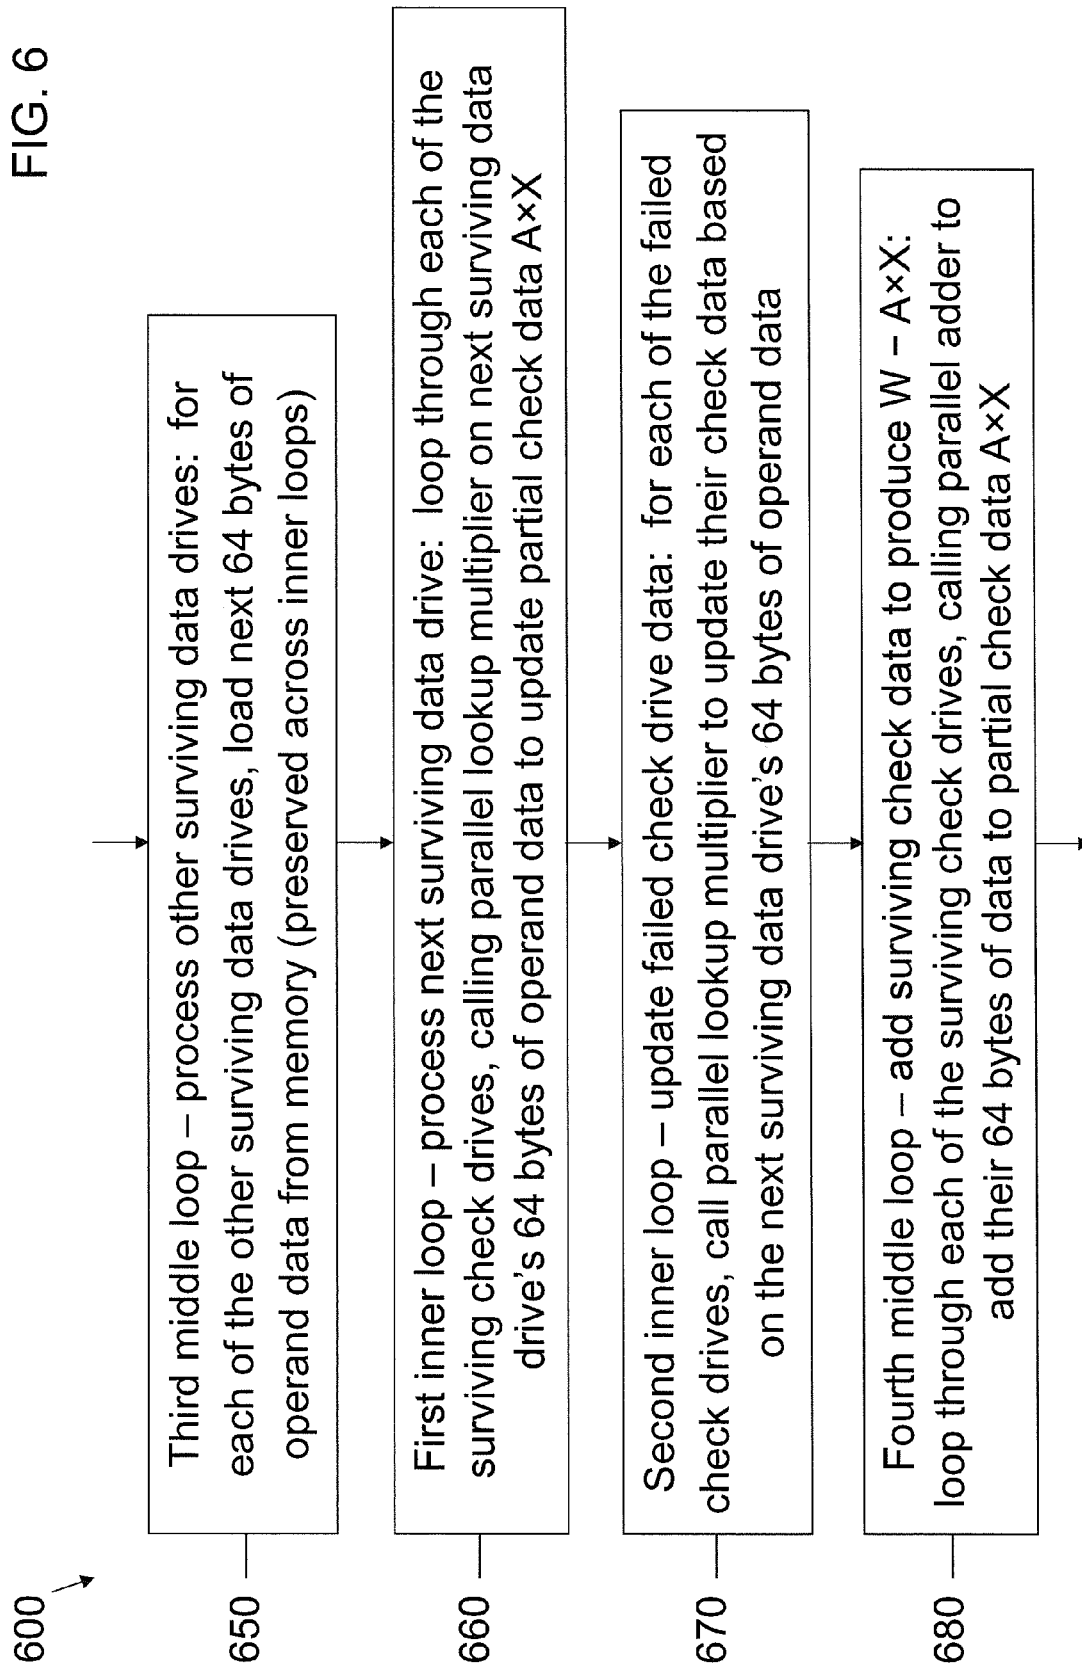 FIG. 6
600
650
Third middle loop – process other surviving data drives: for
each of the other surviving data drives, load next 64 bytes of
operand data from memory (preserved across inner loops)
660
First inner loop – process next surviving data drive: loop through each of the
surviving check drives, calling parallel lookup multiplier on next surviving data
drive's 64 bytes of operand data to update partial check data A×X
670
Second inner loop – update failed check drive data: for each of the failed
check drives, call parallel lookup multiplier to update their check data based
on the next surviving data drive's 64 bytes of operand data
680
Fourth middle loop – add surviving check data to produce W – A×X:
loop through each of the surviving check drives, calling parallel adder to
add their 64 bytes of data to partial check data A×X